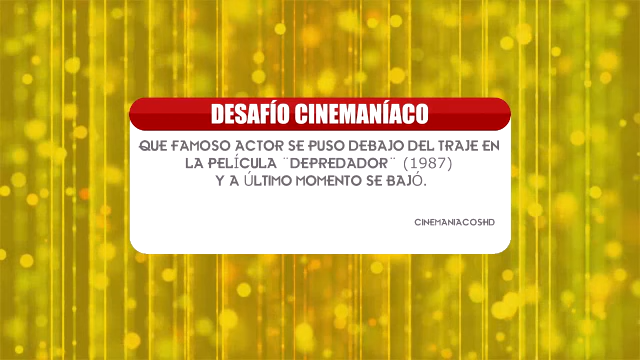 DESAFÍO CINEMANÍACO
QUE FAMOSO ACTOR SE PUSO DEBAJO DEL TRAJE EN
LA PELÍCULA ¨DEPREDADOR¨ (1987)
Y A ÚLTIMO MOMENTO SE BAJÓ.
CINEMANIACOSHD